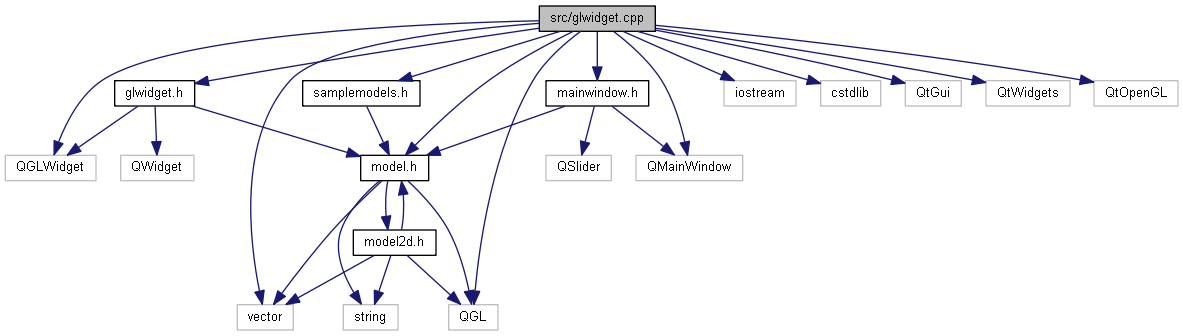 src/glwidget.cpp
glwidget.h
samplemodels.h
mainwindow.h
iostream
cstdlib
QtGui
QtWidgets
QtOpenGL
QGLWidget
QWidget
model.h
QSlider
QMainWindow
model2d.h
vector
string
QGL